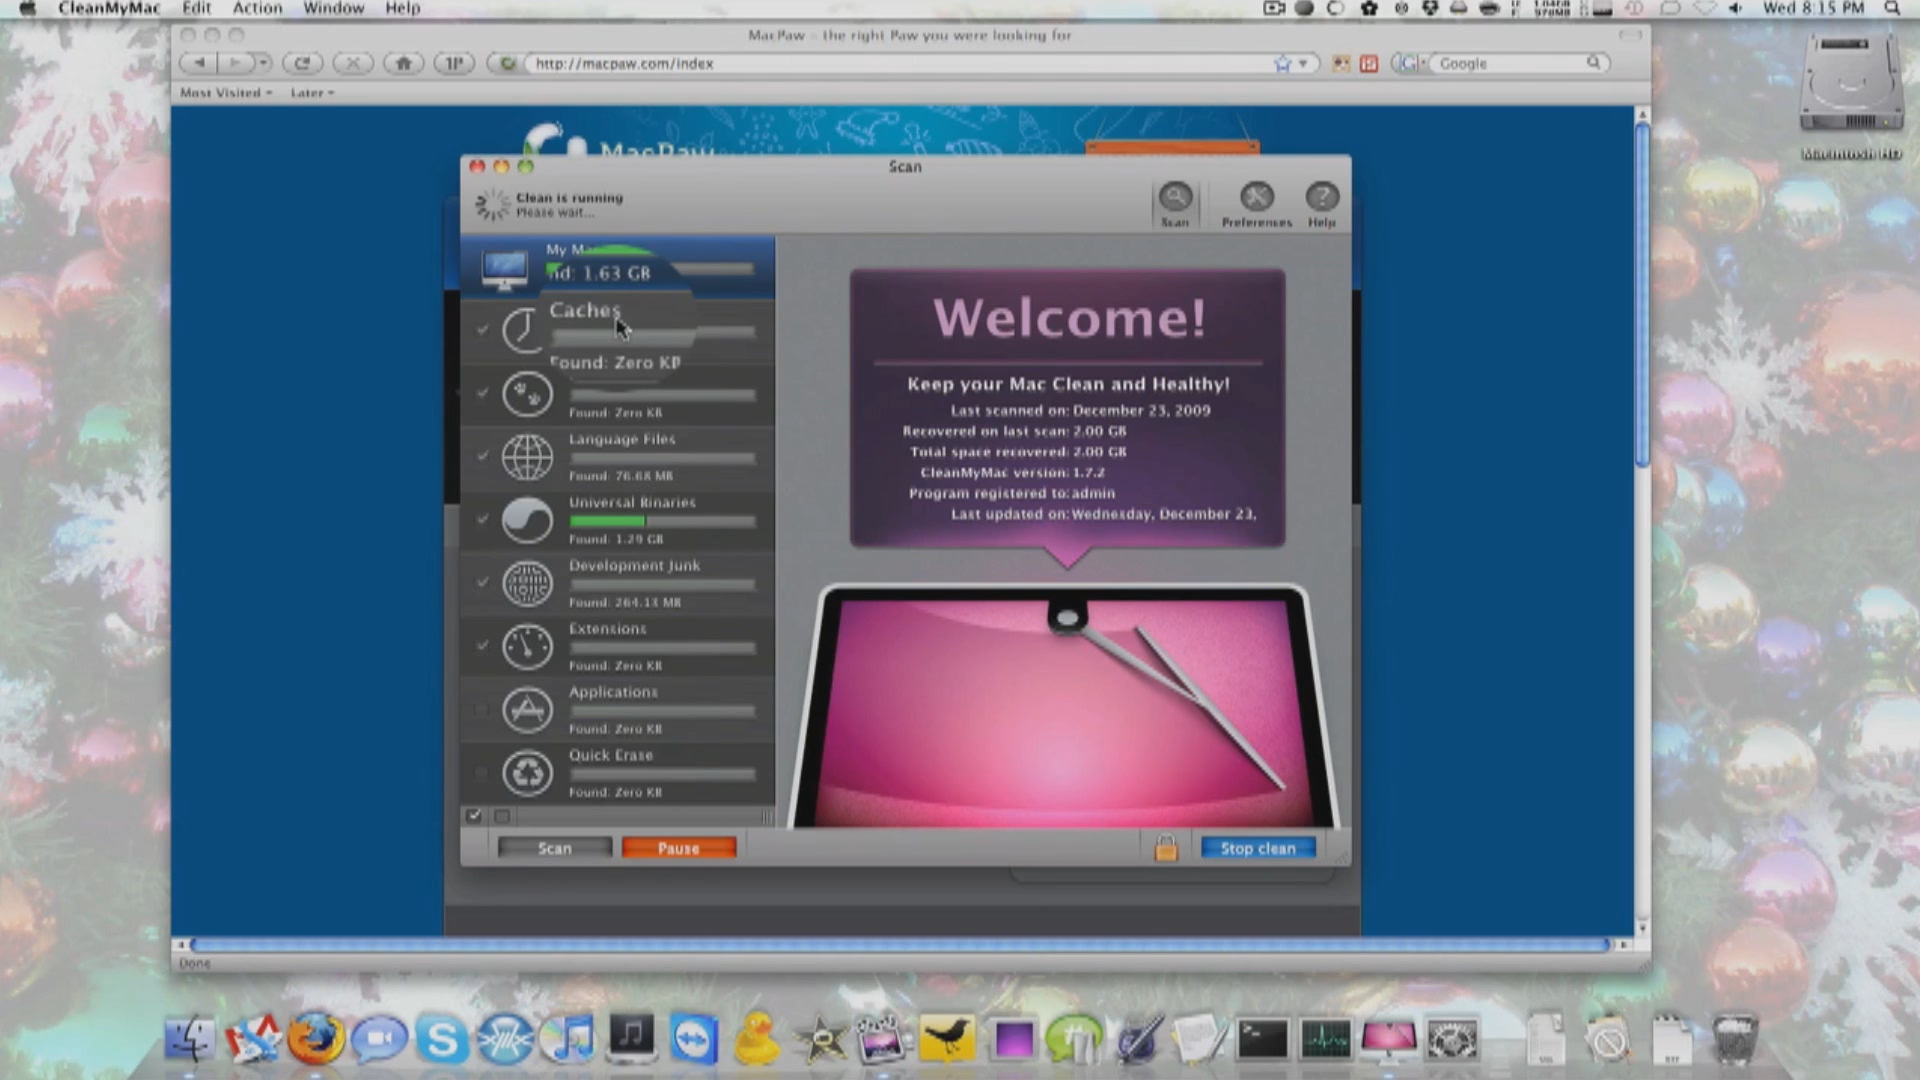 CleanMyMac Edit Action Window Help
Wed 8:15 PM
MacPaw - the right Paw you were looking for
http://macpaw.com/index
Google
Most Visited Later
MacPaw
Macintosh HD
Scan
Clean is running
Please wait...
Scan Preferences Help
My Ma
nd: 1.63 GB
Caches
Found: Zero KB
Found: Zero KB
Language Files
Found: 76.68 MB
Universal Binaries
Found: 1.29 GB
Development Junk
Found: 264.13 MB
Extensions
Found: Zero KB
Applications
Found: Zero KB
Quick Erase
Found: Zero KB
Welcome!
Keep your Mac Clean and Healthy!
Last scanned on: December 23, 2009
Recovered on last scan: 2.00 GB
Total space recovered: 2.00 GB
CleanMyMac version: 1.7.2
Program registered to: admin
Last updated on: Wednesday, December 23,
Scan Pause Stop clean
Done